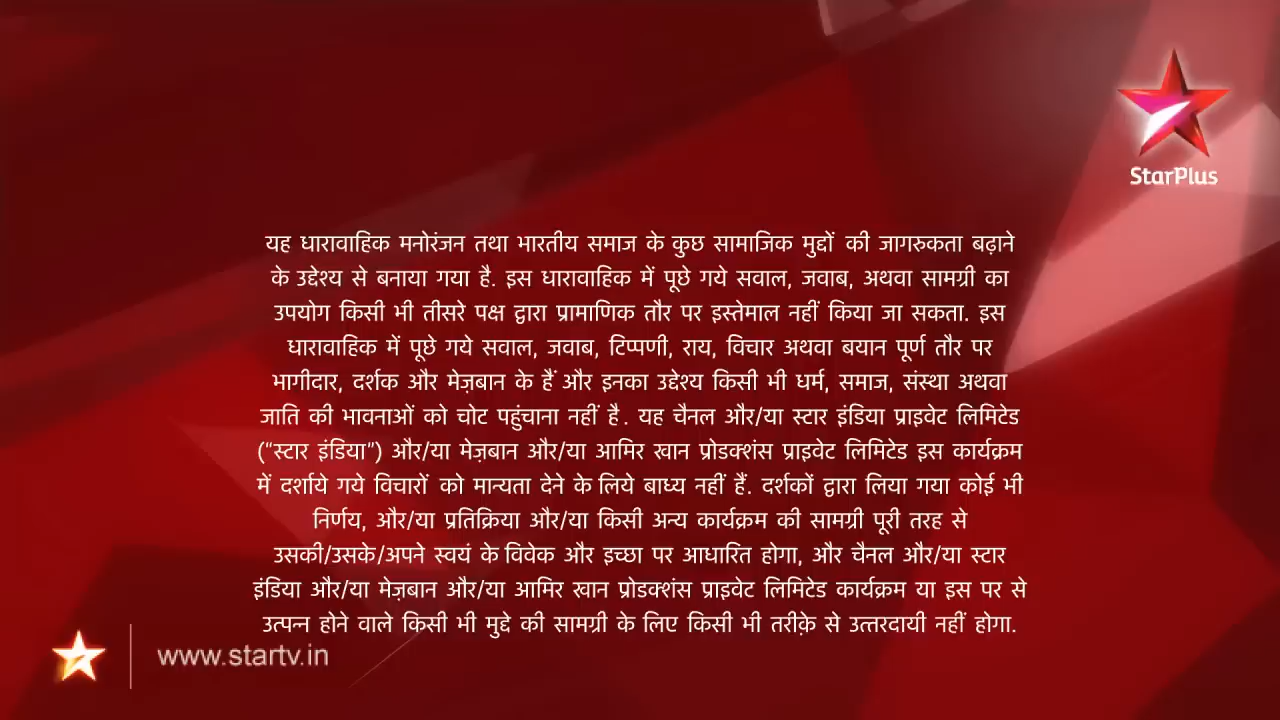 StarPlus
यह धारावाहिक मनोरंजन तथा भारतीय समाज के कुछ सामाजिक मुद्दों की जागरुकता बढ़ाने
के उद्देश्य से बनाया गया है. इस धारावाहिक में पूछे गये सवाल, जवाब, अथवा सामग्री का
उपयोग किसी भी तीसरे पक्ष द्वारा प्रामाणिक तौर पर इस्तेमाल नहीं किया जा सकता. इस
धारावाहिक में पूछे गये सवाल, जवाब, टिप्पणी, राय, विचार अथवा बयान पूर्ण तौर पर
भागीदार, दर्शक और मेज़बान के हैं और इनका उद्देश्य किसी भी धर्म, समाज, संस्था अथवा
जाति की भावनाओं को चोट पहुंचाना नहीं है. यह चैनल और/या स्टार इंडिया प्राइवेट लिमिटेड
("स्टार इंडिया") और/या मेज़बान और/या आमिर खान प्रोडक्शंस प्राइवेट लिमिटेड इस कार्यक्रम
में दर्शाये गये विचारों को मान्यता देने के लिये बाध्य नहीं हैं. दर्शकों द्वारा लिया गया कोई भी
निर्णय, और/या प्रतिक्रिया और/या किसी अन्य कार्यक्रम की सामग्री पूरी तरह से
उसकी/उसके/अपने स्वयं के विवेक और इच्छा पर आधारित होगा, और चैनल और/या स्टार
इंडिया और/या मेज़बान और/या आमिर खान प्रोडक्शंस प्राइवेट लिमिटेड कार्यक्रम या इस पर से
उत्पन्न होने वाले किसी भी मुद्दे की सामग्री के लिए किसी भी तरीक़े से उत्तरदायी नहीं होगा.
www.startv.in